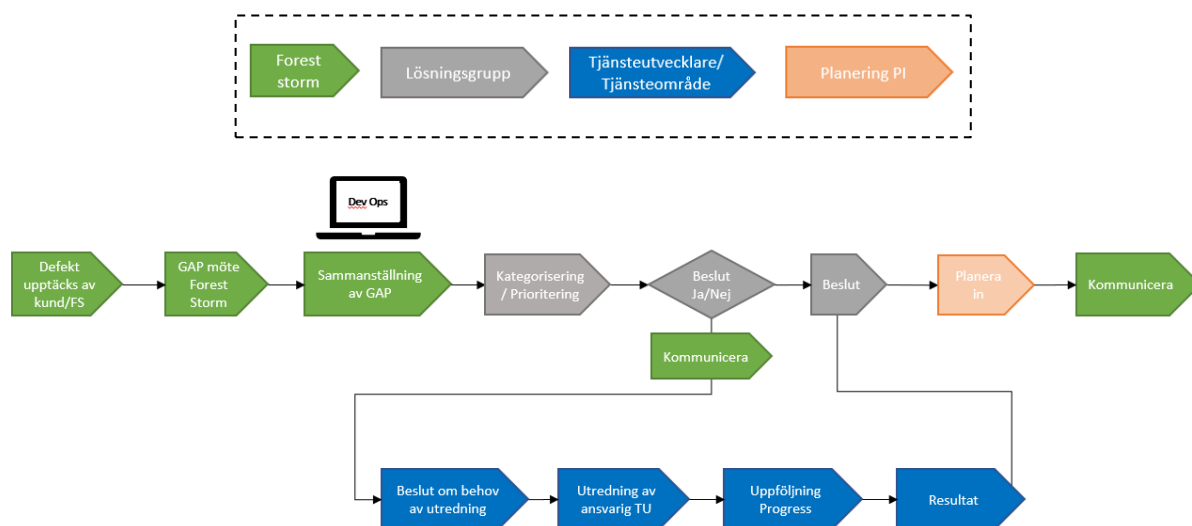 Forest
storm
Lösningsgrupp
Tjänsteutvecklare/
Tjänsteområde
Planering PI
Dev Ops
Defekt
upptäcks av
kund/FS
GAP möte
Forest
Storm
Sammanställning
av GAP
Kategorisering
/ Prioritering
Beslut
Ja/Nej
Beslut
Planera
in
Kommunicera
Kommunicera
Beslut om behov
av utredning
Utredning av
ansvarig TU
Uppföljning
Progress
Resultat